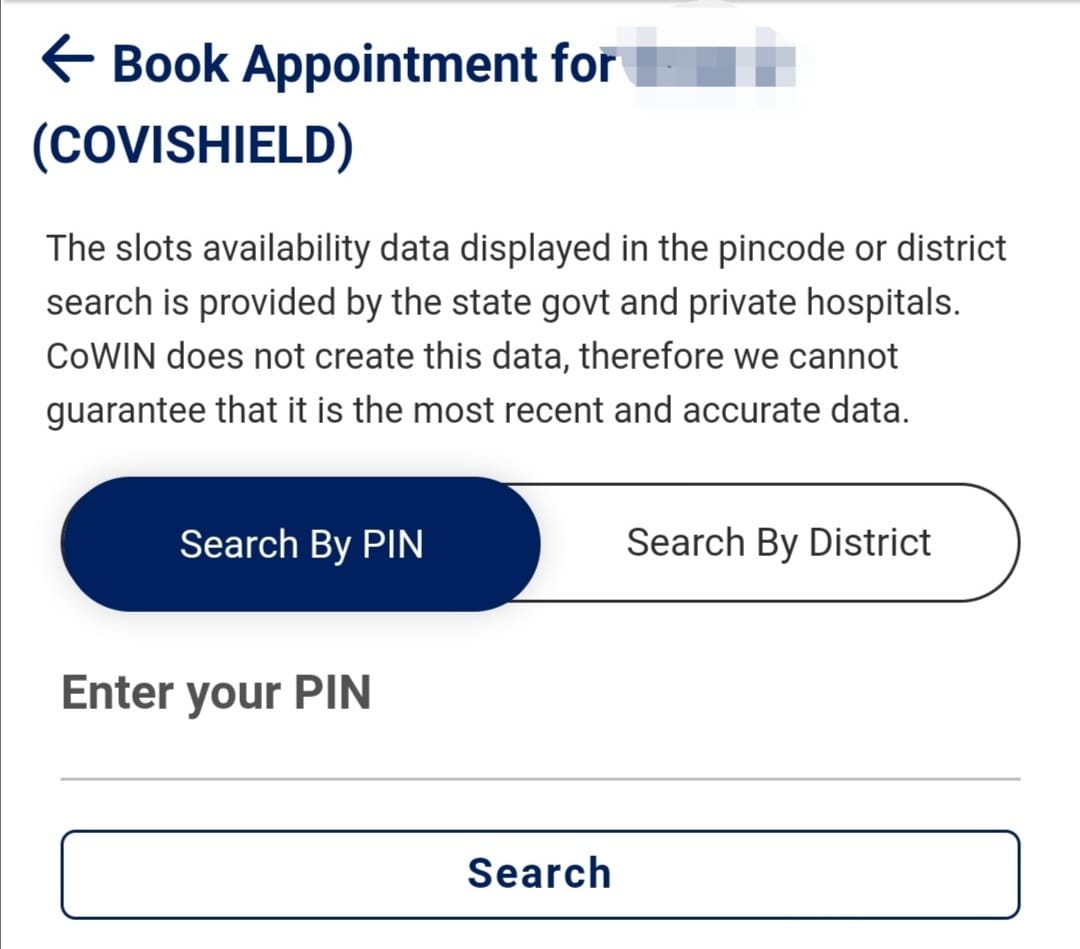 Book Appointment for
(COVISHIELD)
The slots availability data displayed in the pincode or district
search is provided by the state govt and private hospitals.
CoWIN does not create this data, therefore we cannot
guarantee that it is the most recent and accurate data.
Search By PIN
Search By District
Enter your PIN
Search